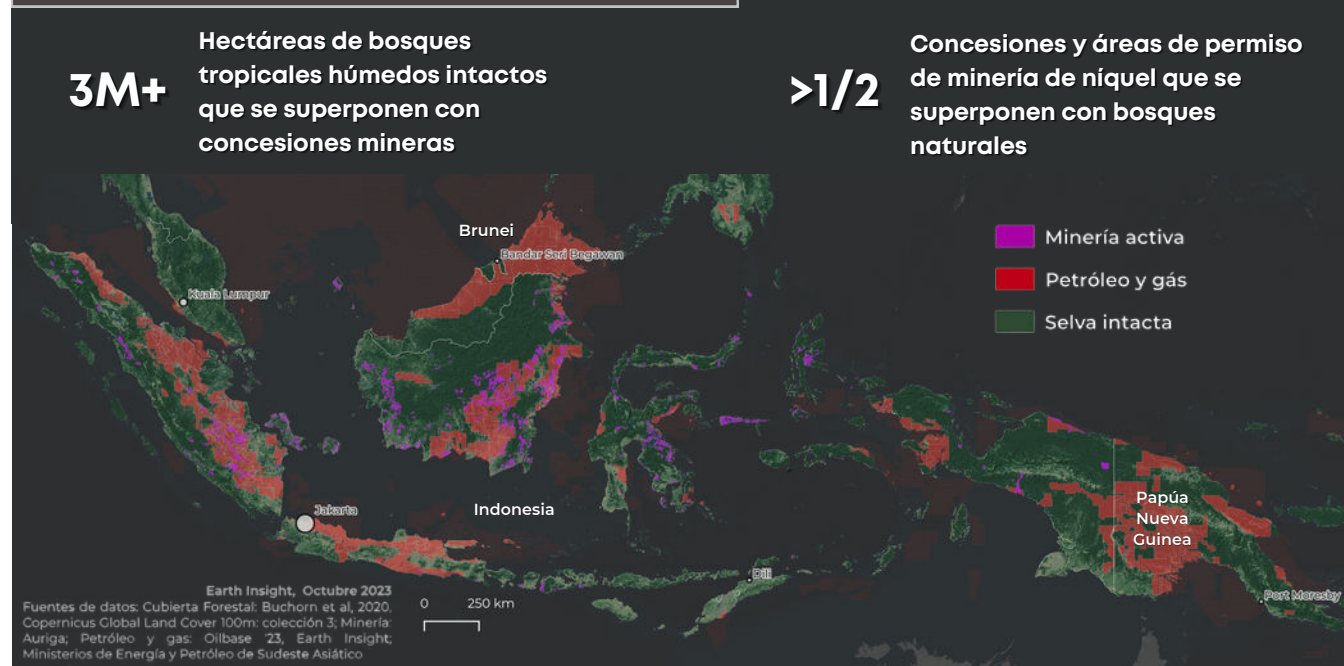 3M+
Hectáreas de bosques
tropicales húmedos intactos
que se superponen con
concesiones mineras
>1/2
Concesiones y áreas de permiso
de minería de níquel que se
superponen con bosques
naturales
Minería activa
Petróleo y gás
Selva intacta
Brunei
Bandar Seri Begawan
Kuala Lumpur
Jakarta
Indonesia
Papúa
Nueva
Guinea
Dili
Port Moresby
Earth Insight, Octubre 2023
Fuentes de datos: Cubierta Forestal: Buchorn et al, 2020,
Copernicus Global Land Cover 100m: colección 3; Minería:
Auriga; Petróleo y gas: Oilbase '23, Earth Insight;
Ministerios de Energía y Petróleo de Sudeste Asiático
0 250 km